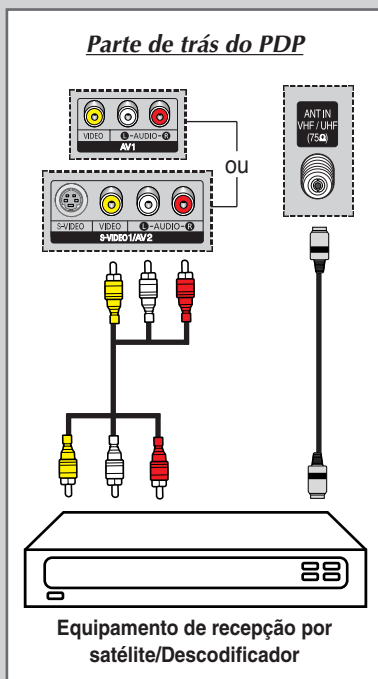 Parte de trás do PDP
VIDEO L-AUDIO-R
AV1
ou
S-VIDEO VIDEO L-AUDIO-R
S-VIDEO1/AV2
ANT IN
VHF / UHF
(75Ω)
Equipamento de recepção por
satélite/Descodificador